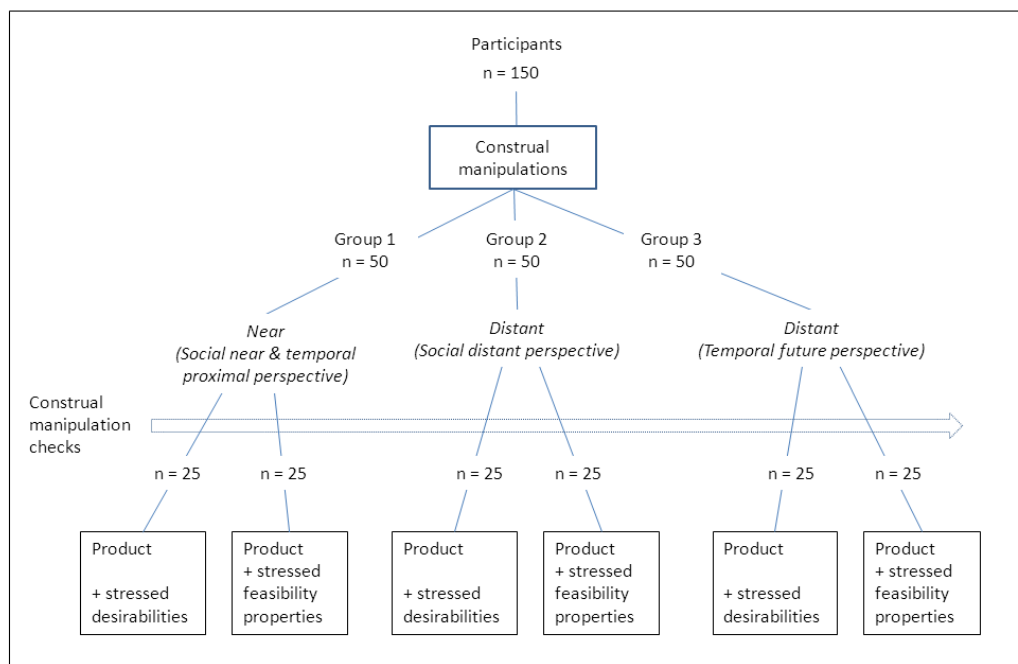 Participants
n = 150
Construal
manipulations
Group 1
n = 50
Group 2
n = 50
Group 3
n = 50
Near
(Social near & temporal
proximal perspective)
Distant
(Social distant perspective)
Distant
(Temporal future perspective)
Construal
manipulation
checks
n = 25
n = 25
n = 25
n = 25
n = 25
n = 25
Product
+ stressed
desirabilities
Product
+ stressed
feasibility
properties
Product
+ stressed
desirabilities
Product
+ stressed
feasibility
properties
Product
+ stressed
desirabilities
Product
+ stressed
feasibility
properties